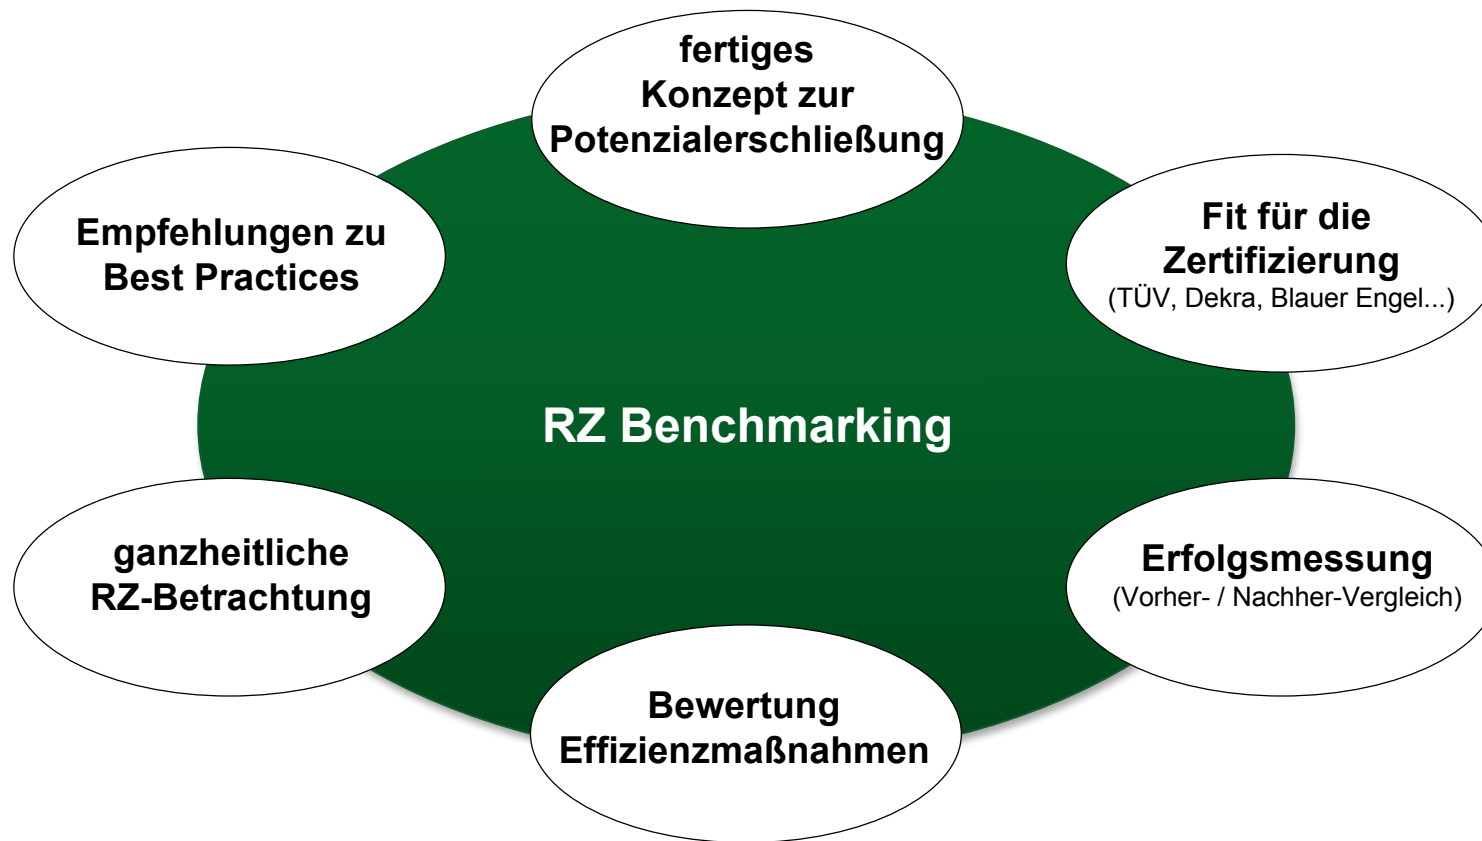 fertiges
Konzept zur
Potenzialerschließung
Empfehlungen zu
Best Practices
Fit für die
Zertifizierung
(TÜV, Dekra, Blauer Engel...)
RZ Benchmarking
ganzheitliche
RZ-Betrachtung
Erfolgsmessung
(Vorher- / Nachher-Vergleich)
Bewertung
Effizienzmaßnahmen